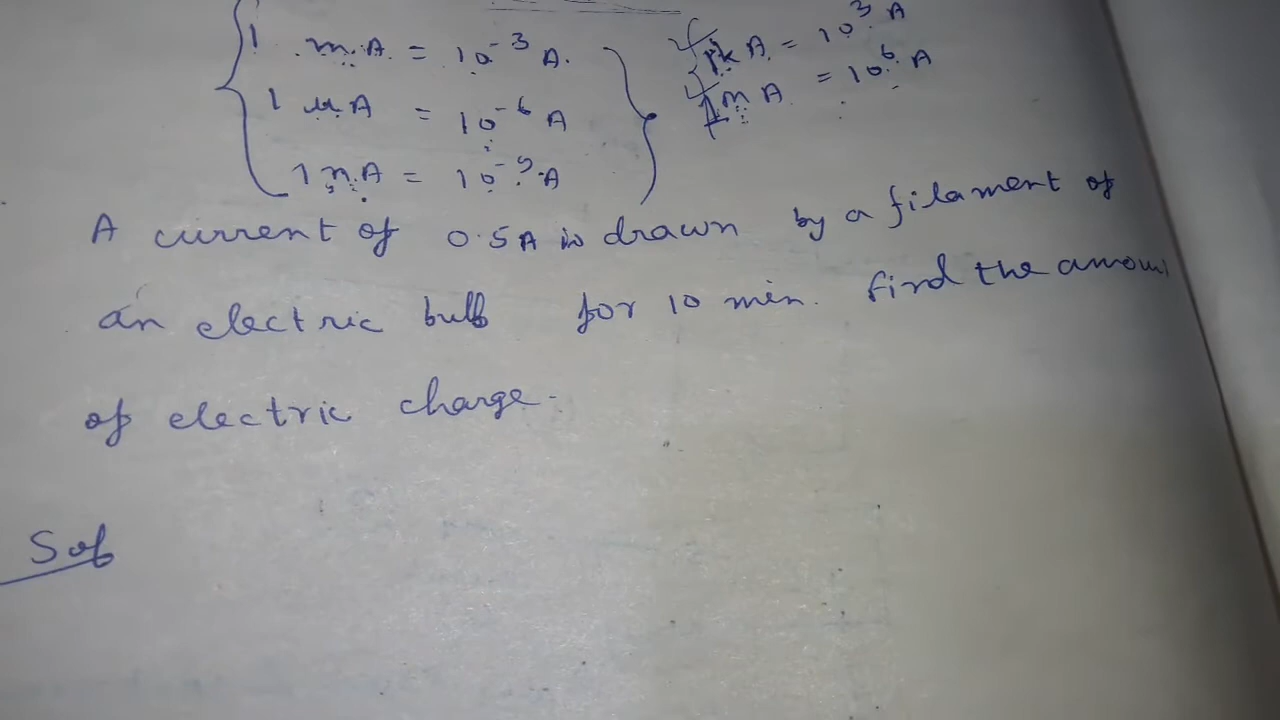 1 mA = 10⁻³ A.
1 µA = 10⁻⁶ A
1 nA = 10⁻⁹ A
1 kA = 10³ A
1 mA = 10⁶ A
A current of 0.5A is drawn by a filament of
an electric bulb for 10 min. find the amoun
of electric charge.
Sol